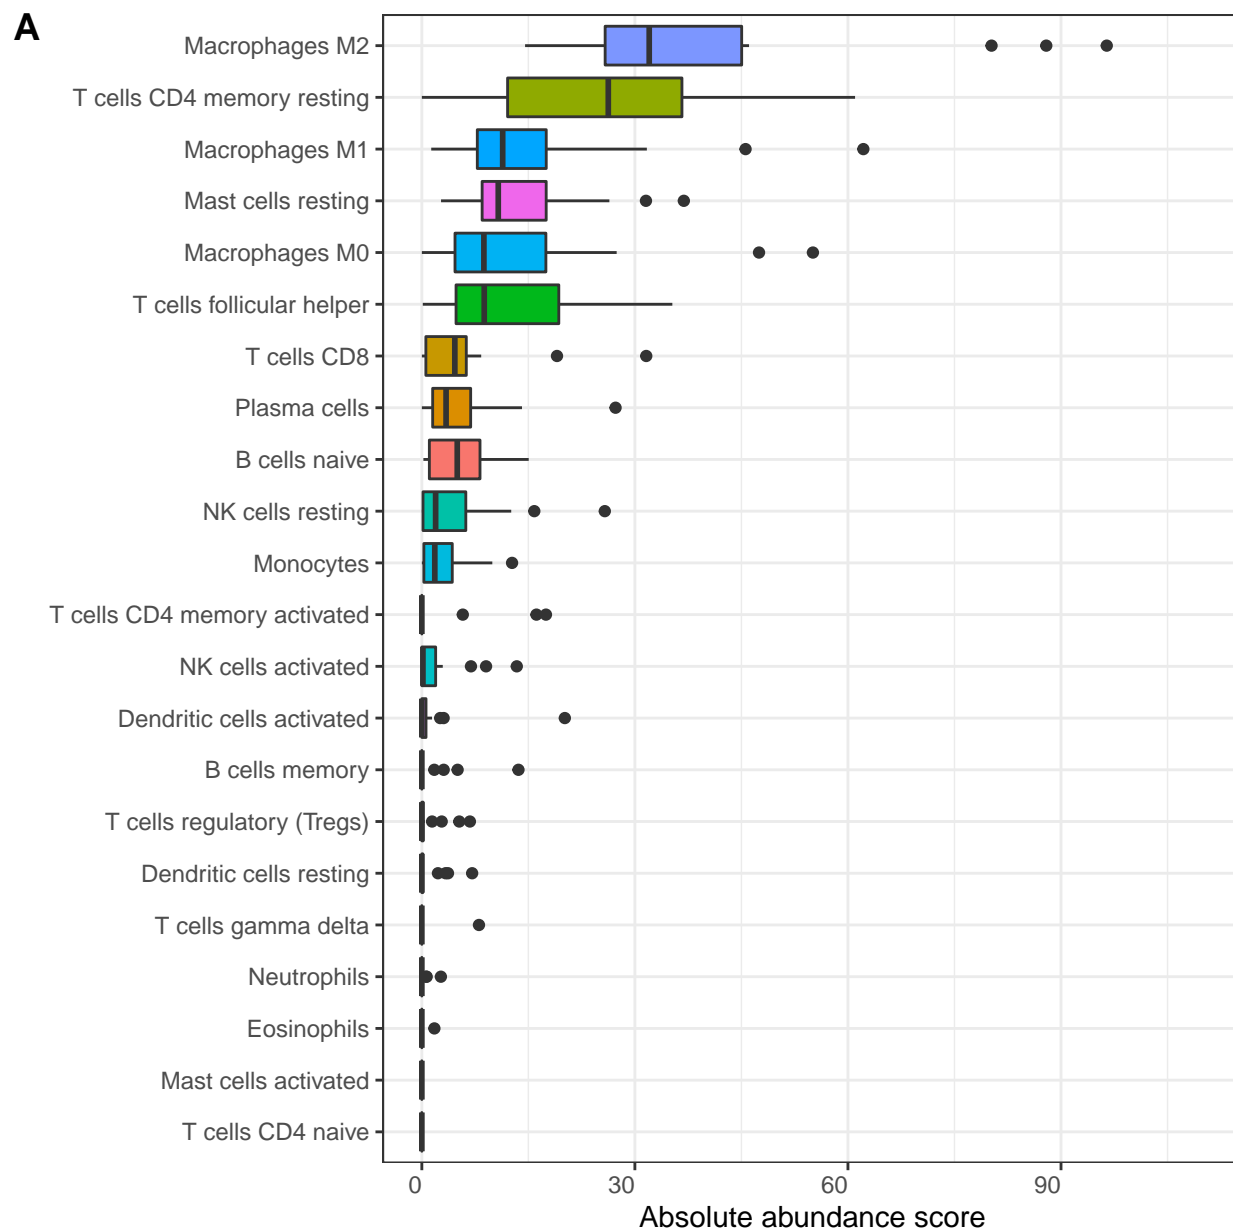 A
Macrophages M2
T cells CD4 memory resting
Macrophages M1
Mast cells resting
Macrophages M0
T cells follicular helper
T cells CD8
Plasma cells
B cells naive
NK cells resting
Monocytes
T cells CD4 memory activated
NK cells activated
Dendritic cells activated
B cells memory
T cells regulatory (Tregs)
Dendritic cells resting
T cells gamma delta
Neutrophils
Eosinophils
Mast cells activated
T cells CD4 naive
0 30 60 90
Absolute abundance score